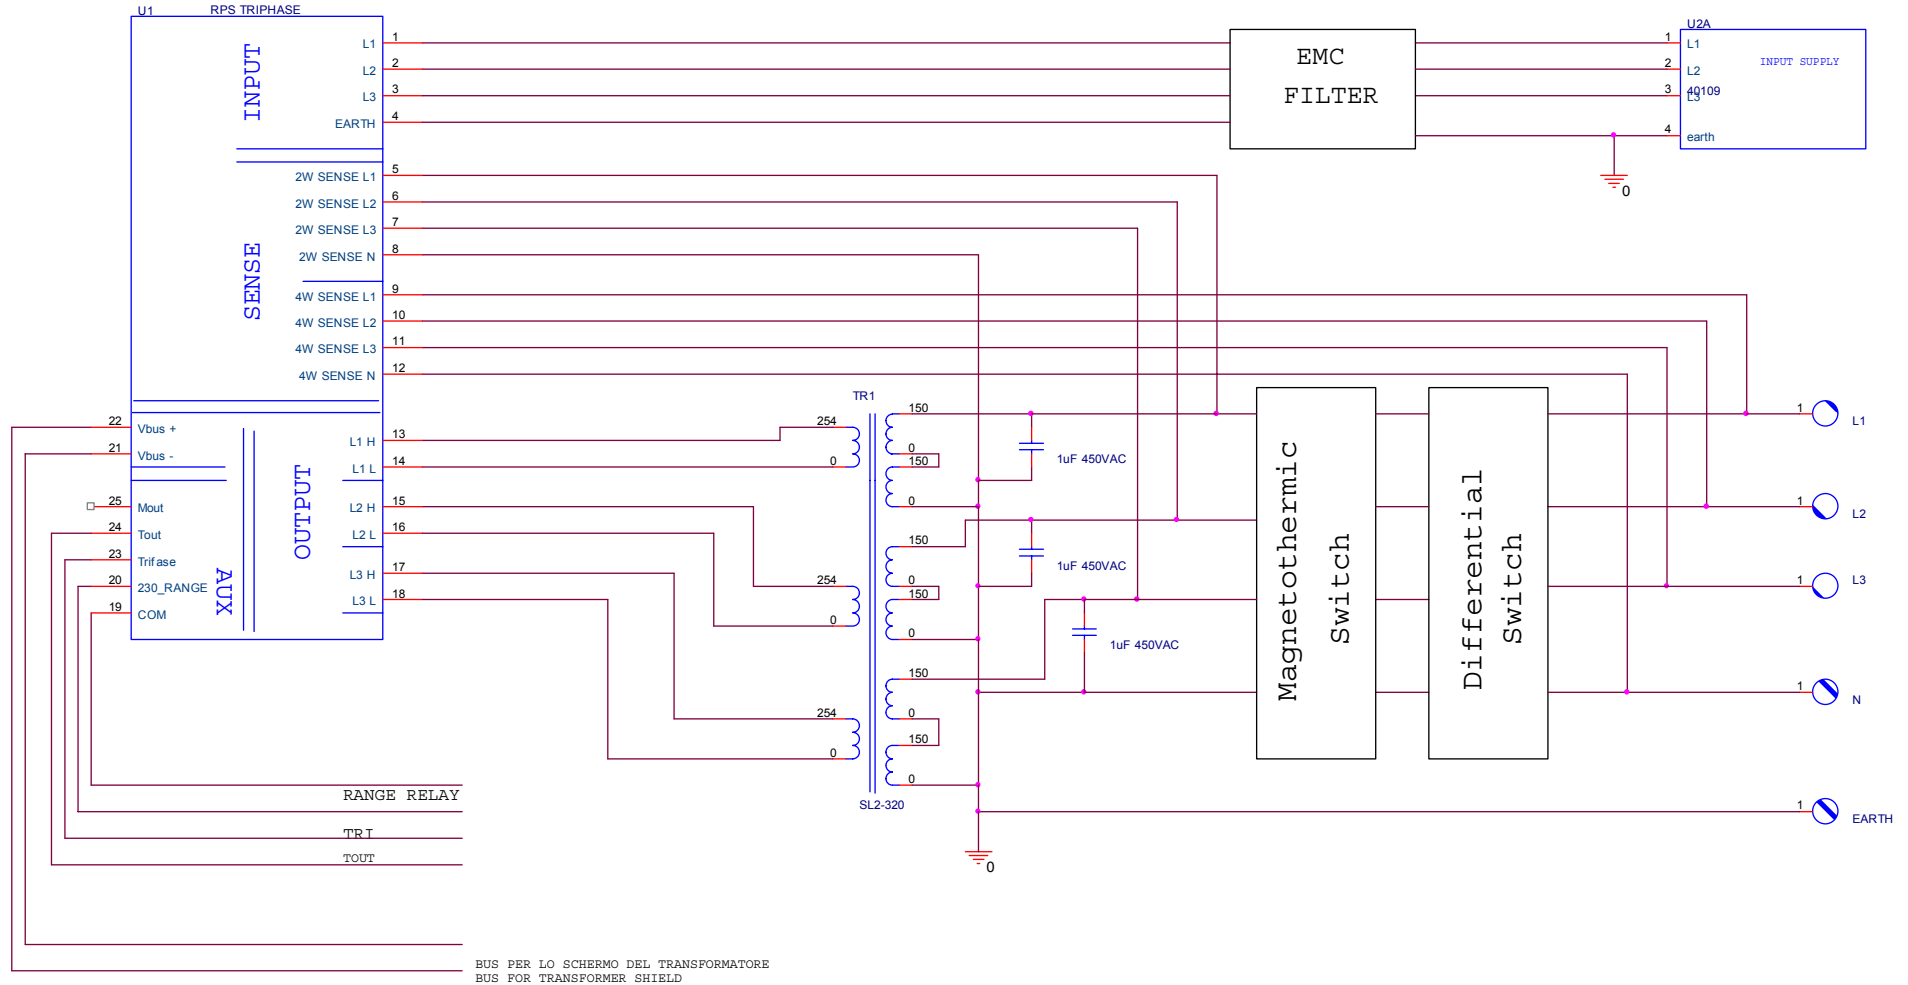 U1
RPS TRIPHASE
INPUT
L1 1
L2 2
L3 3
EARTH 4
EMC
FILTER
U2A
1 L1
2 L2
3 L3
40109
4 earth
INPUT SUPPLY
0
SENSE
2W SENSE L1 5
2W SENSE L2 6
2W SENSE L3 7
2W SENSE N 8
4W SENSE L1 9
4W SENSE L2 10
4W SENSE L3 11
4W SENSE N 12
22 Vbus +
21 Vbus -
25 Mout
24 Tout
23 Trifase
20 230_RANGE
19 COM
AUX
OUTPUT
L1 H 13
L1 L 14
L2 H 15
L2 L 16
L3 H 17
L3 L 18
TR1
254
0
254
0
254
0
150
0
150
0
150
0
150
0
150
0
150
0
SL2-320
1uF 450VAC
1uF 450VAC
1uF 450VAC
Magnetothermic
Switch
Differential
Switch
1 L1
1 L2
1 L3
1 N
1 EARTH
0
RANGE RELAY
TRI
TOUT
BUS PER LO SCHERMO DEL TRANSFORMATORE
BUS FOR TRANSFORMER SHIELD